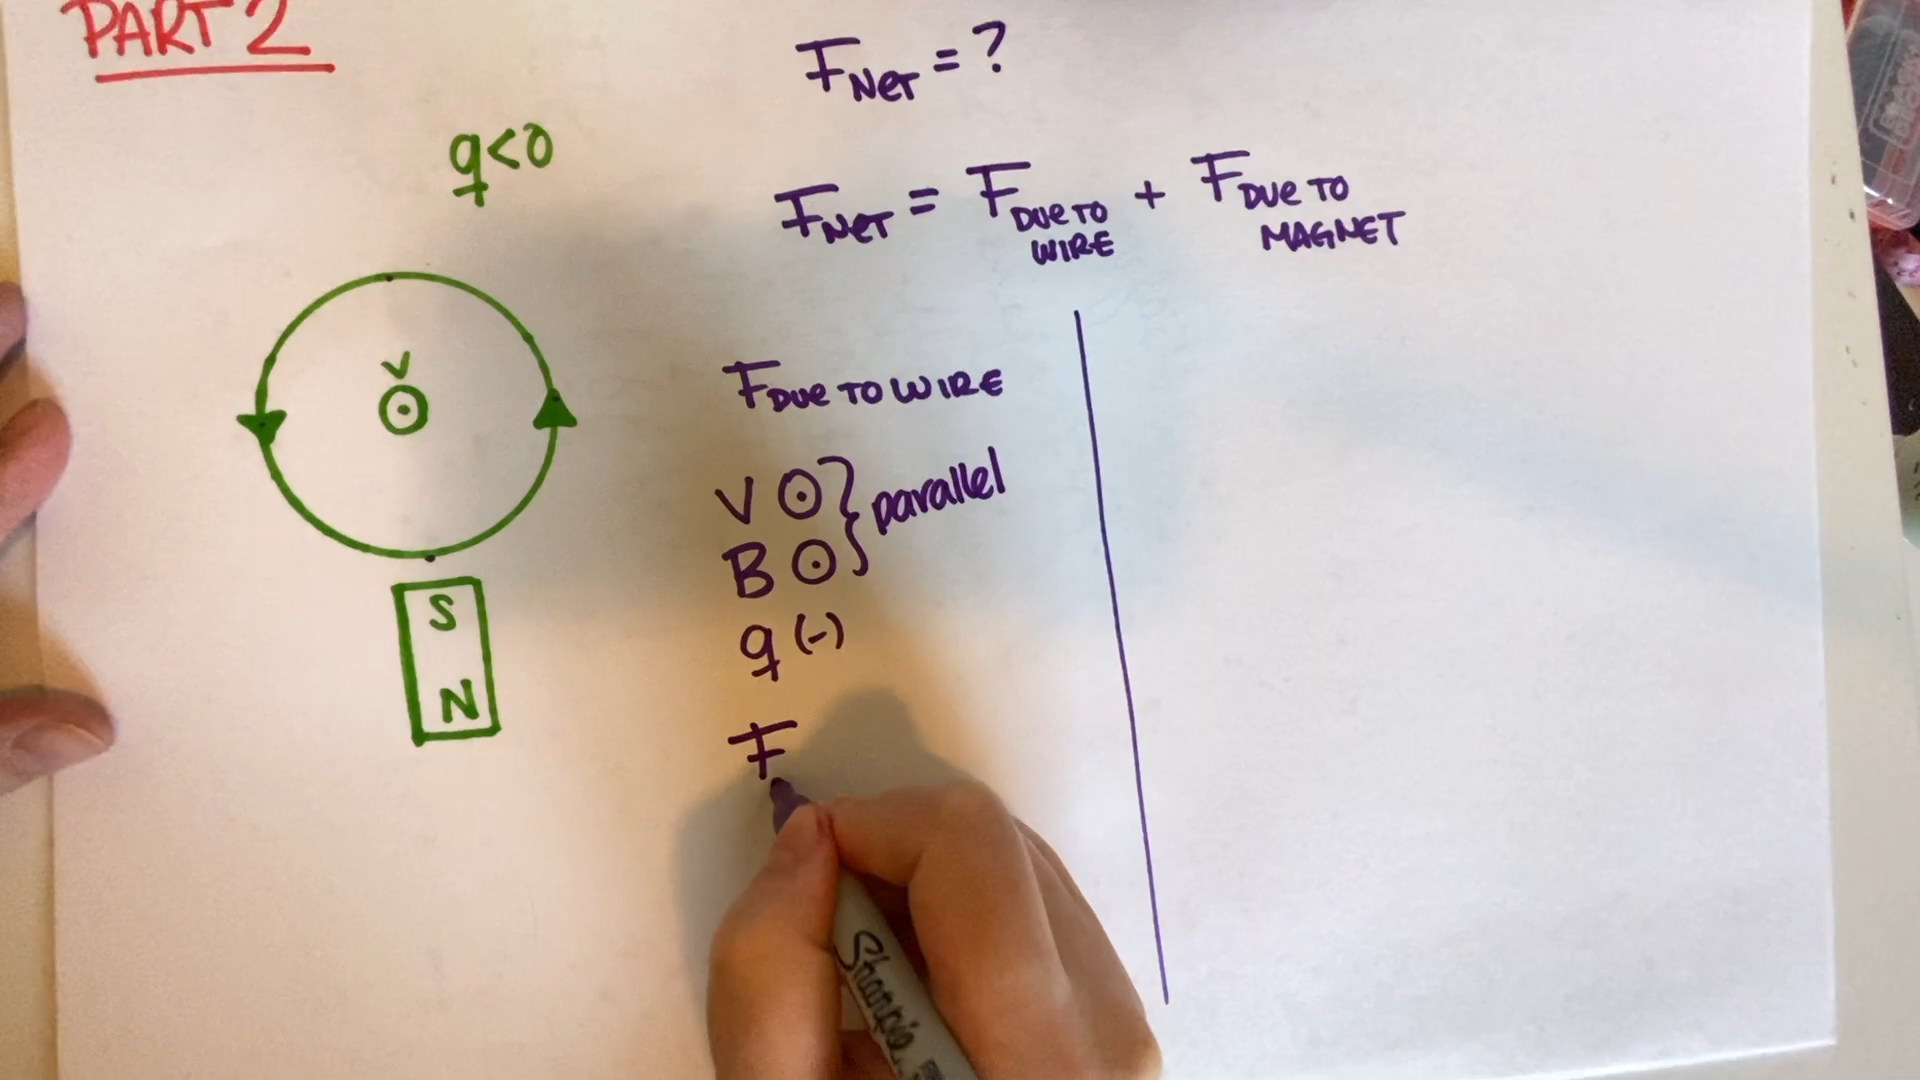 PART 2
F_NET = ?
q<0
F_NET = F_DUE TO WIRE + F_DUE TO MAGNET
V
F_DUE TO WIRE
V ⊙ } parallel
B ⊙
q (-)
S
N
F
Sharpie